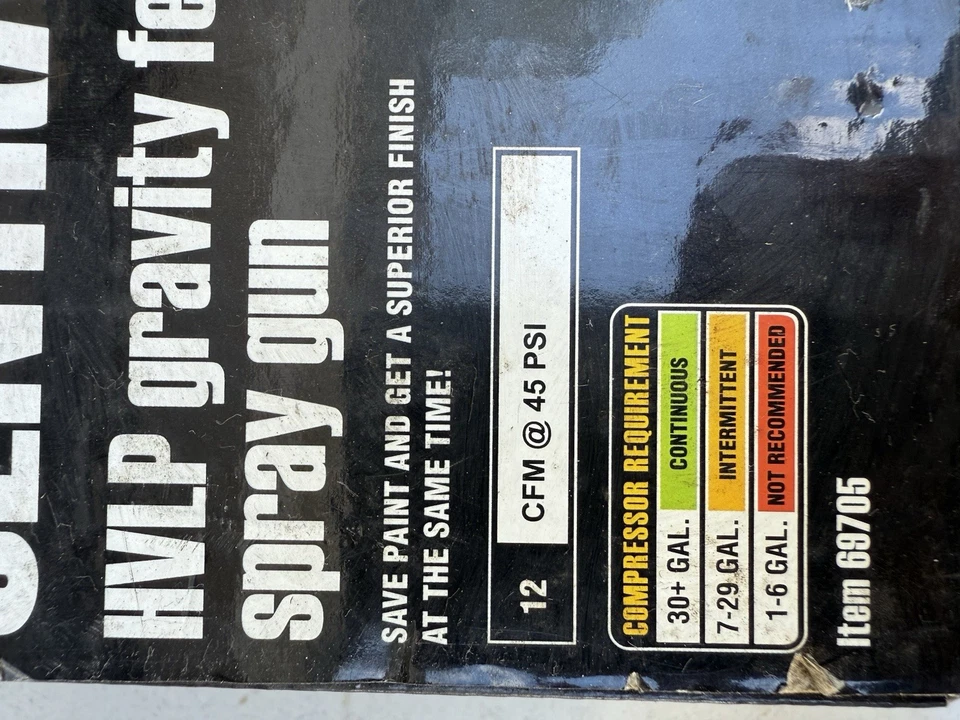 HVLP gravity fe
spray gun
SAVE PAINT AND GET A SUPERIOR FINISH
AT THE SAME TIME!
12 CFM @ 45 PSI
COMPRESSOR REQUIREMENT
30+ GAL. CONTINUOUS
7-29 GAL. INTERMITTENT
1-6 GAL. NOT RECOMMENDED
Item 69705